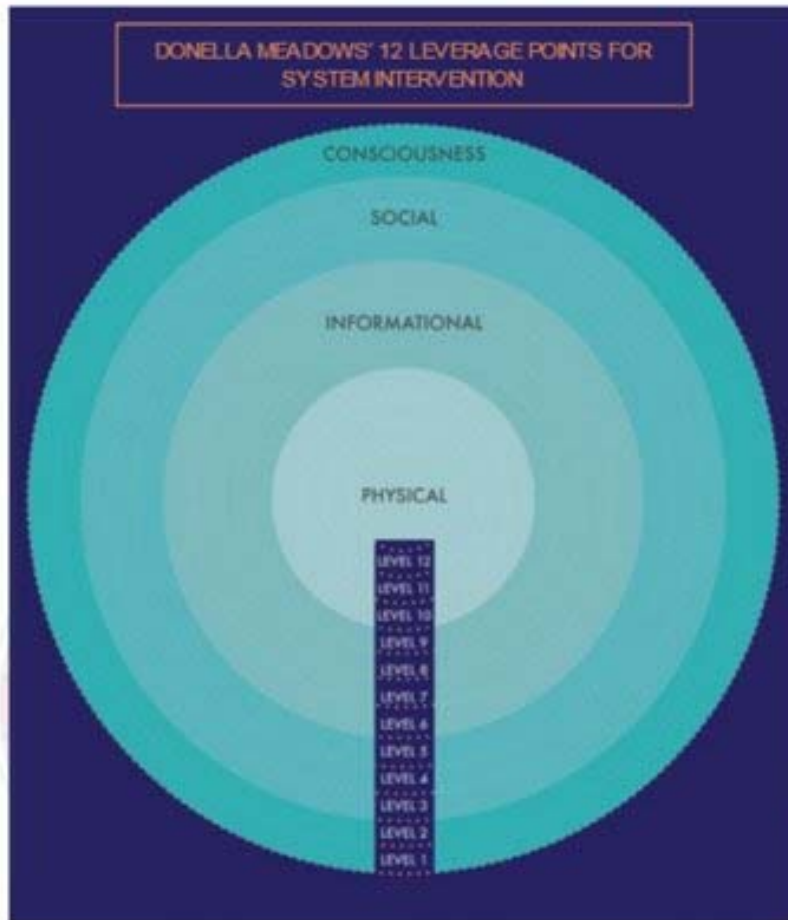 DONELLA MEADOWS' 12 LEVERAGE POINTS FOR
SYSTEM INTERVENTION
CONSCIOUSNESS
SOCIAL
INFORMATIONAL
PHYSICAL
LEVEL 12
LEVEL 11
LEVEL 10
LEVEL 9
LEVEL 8
LEVEL 7
LEVEL 6
LEVEL 5
LEVEL 4
LEVEL 3
LEVEL 2
LEVEL 1